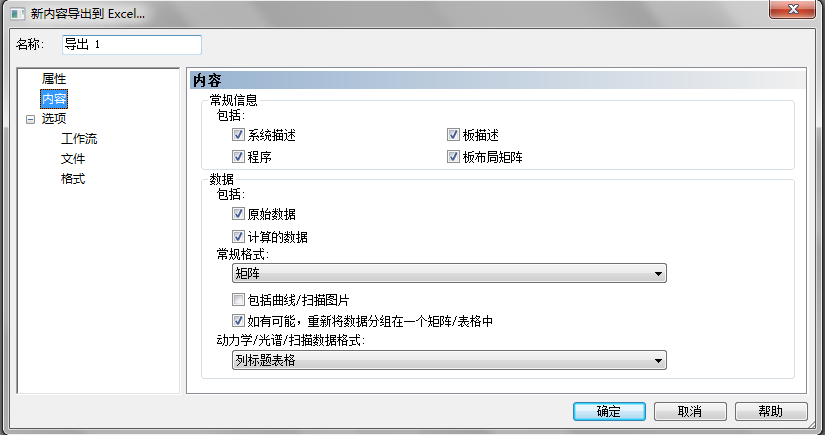 新内容导出到 Excel...
名称: 导出 1
属性
内容
选项
工作流
文件
格式
内容
常规信息
包括:
系统描述 板描述
程序 板布局矩阵
数据
包括:
原始数据
计算的数据
常规格式:
矩阵
包括曲线/扫描图片
如有可能，重新将数据分组在一个矩阵/表格中
动力学/光谱/扫描数据格式:
列标题表格
确定 取消 帮助